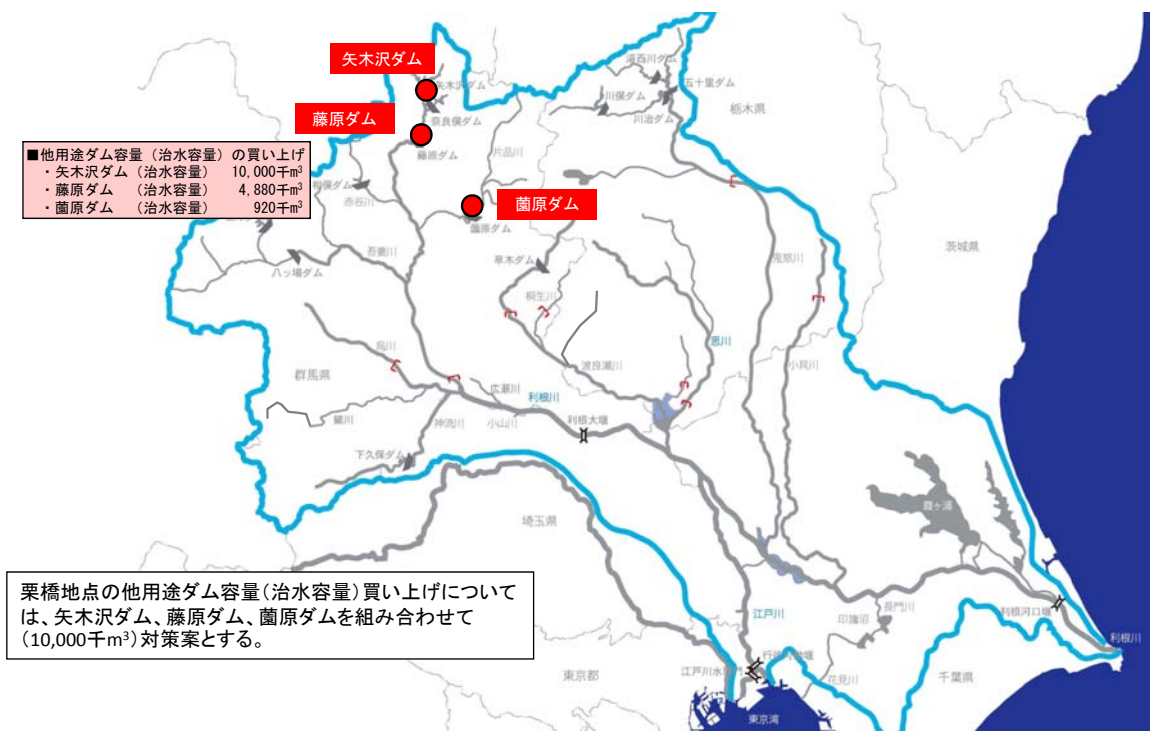 矢木沢ダム
藤原ダム
薗原ダム
■他用途ダム容量（治水容量）の買い上げ
・矢木沢ダム（治水容量） 10,000千m³
・藤原ダム （治水容量） 4,880千m³
・薗原ダム （治水容量） 920千m³
矢木沢ダム
奈良俣ダム
藤原ダム
片品川
赤谷川
薗原ダム
吾妻川
八ッ場ダム
草木ダム
桐生川
湯西川ダム
五十里ダム
川俣ダム
川治ダム
栃木県
茨城県
鬼怒川
小貝川
思川
渡良瀬川
烏川
群馬県
広瀬川
利根川
利根大堰
鏑川
神流川
小山川
下久保ダム
埼玉県
霞ヶ浦
栗橋地点の他用途ダム容量（治水容量）買い上げについて
は、矢木沢ダム、藤原ダム、薗原ダムを組み合わせて
（10,000千m³）対策案とする。
江戸川
印旛沼
長門川
利根河口堰
利根川
花見川
千葉県
東京都
東京湾